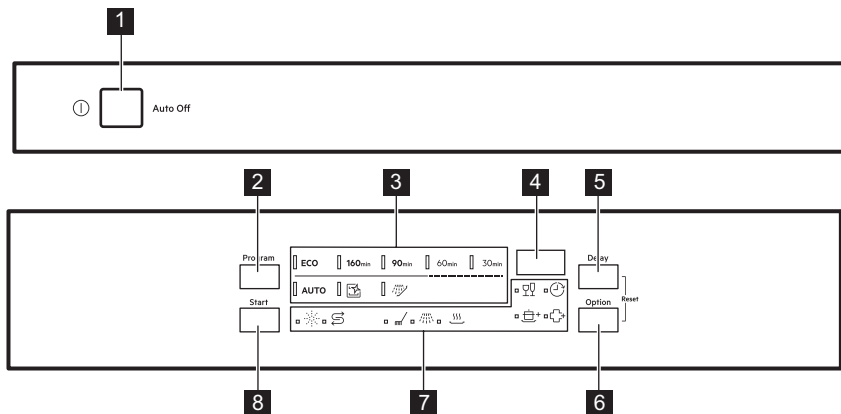 1
Auto Off
2 3 4 5
Program Delay
ECO 160min 90min 60min 30min
AUTO
Start Option Reset
8 7 6